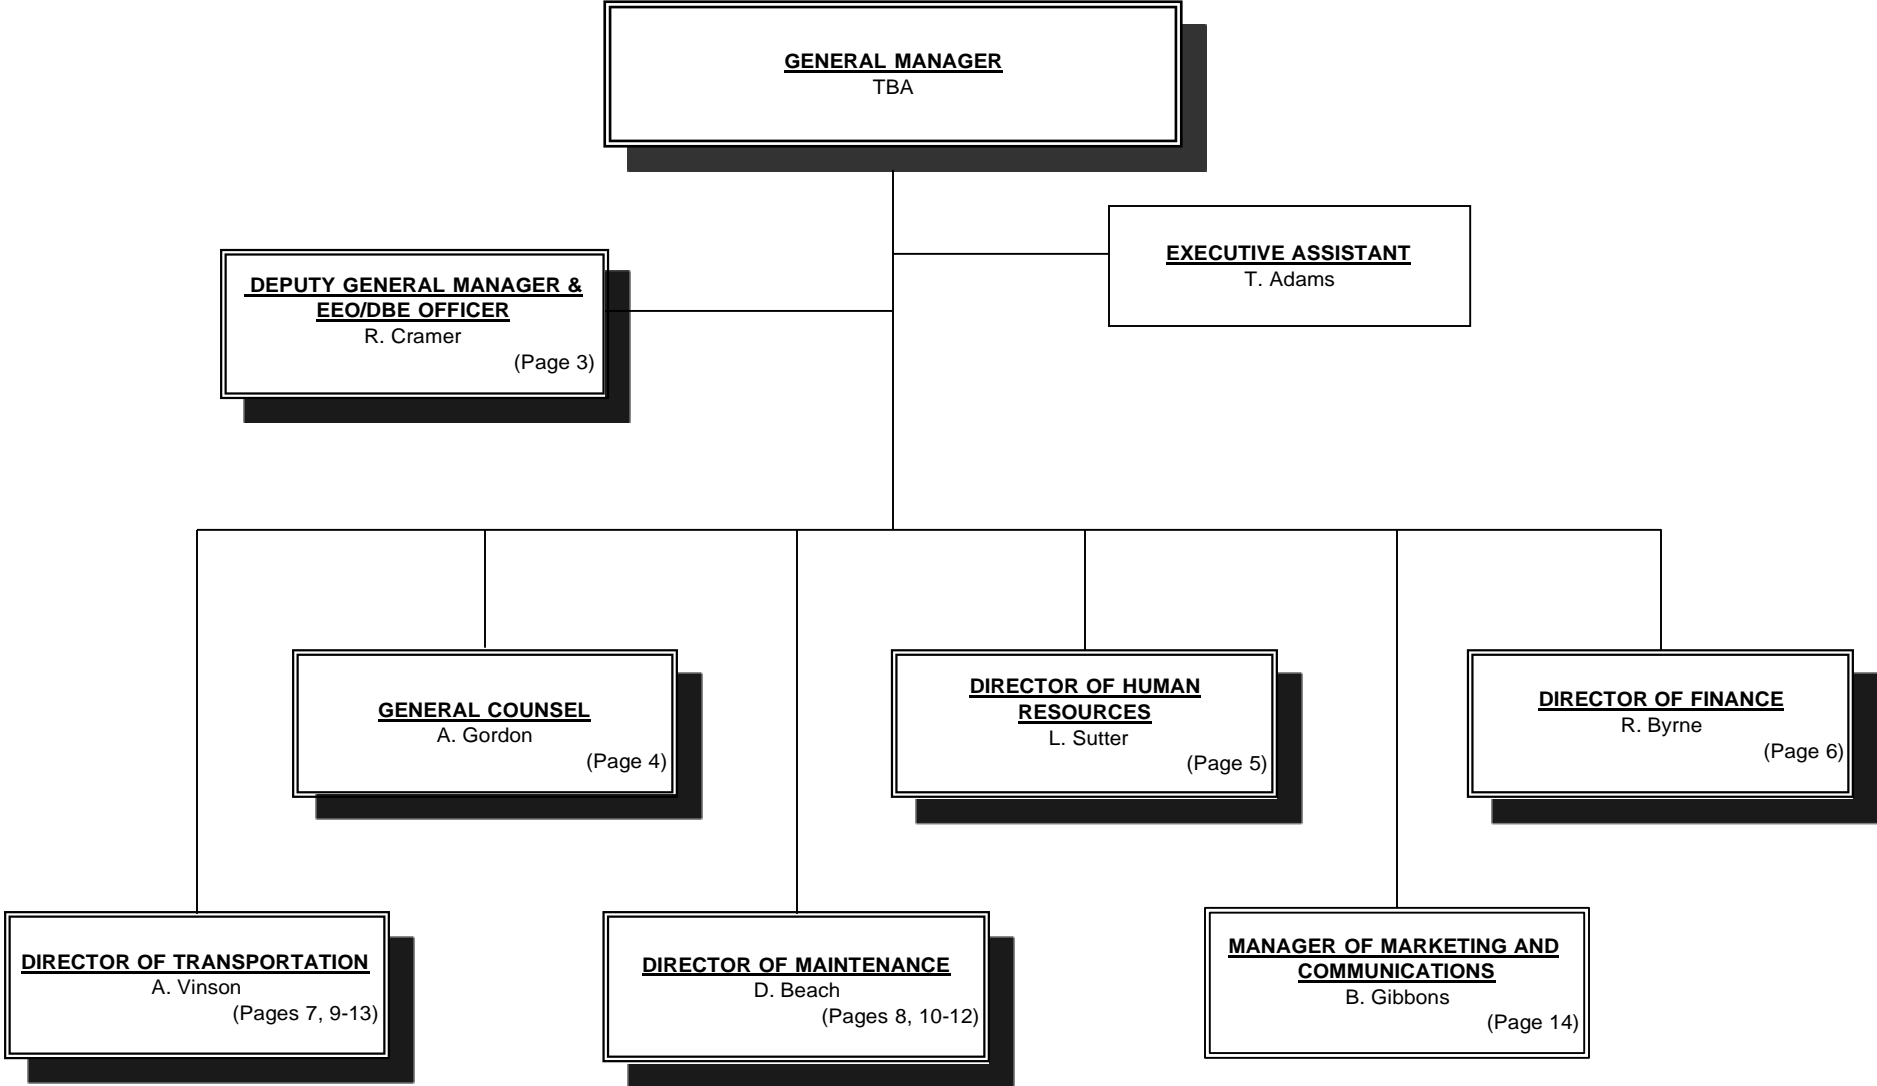 GENERAL MANAGER
TBA
EXECUTIVE ASSISTANT
T. Adams
DEPUTY GENERAL MANAGER &
EEO/DBE OFFICER
R. Cramer
(Page 3)
GENERAL COUNSEL
A. Gordon
(Page 4)
DIRECTOR OF HUMAN
RESOURCES
L. Sutter
(Page 5)
DIRECTOR OF FINANCE
R. Byrne
(Page 6)
DIRECTOR OF TRANSPORTATION
A. Vinson
(Pages 7, 9-13)
DIRECTOR OF MAINTENANCE
D. Beach
(Pages 8, 10-12)
MANAGER OF MARKETING AND
COMMUNICATIONS
B. Gibbons
(Page 14)